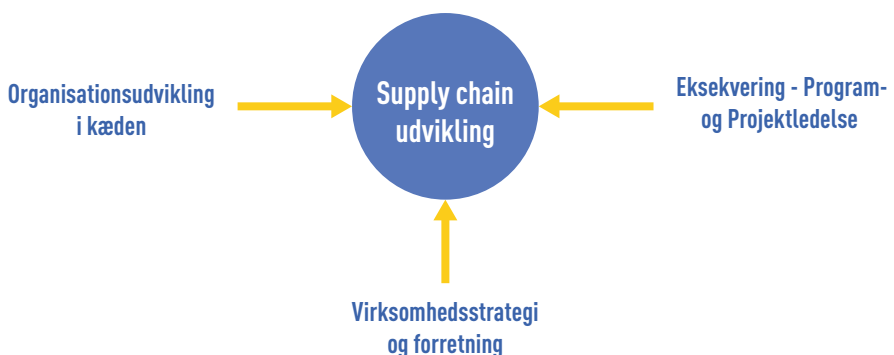 Organisationsudvikling
i kæden
Supply chain
udvikling
Eksekvering - Program-
og Projektledelse
Virksomhedsstrategi
og forretning